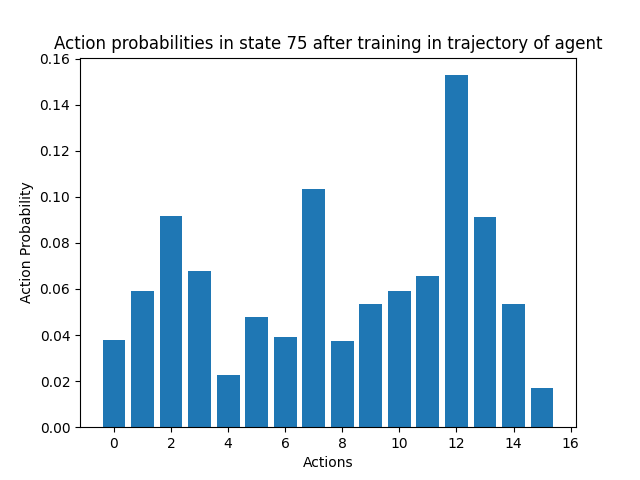 Action probabilities in state 75 after training in trajectory of agent
0.16
0.14
0.12
0.10
0.08
0.06
0.04
0.02
0.00
Action Probability
0 2 4 6 8 10 12 14 16
Actions